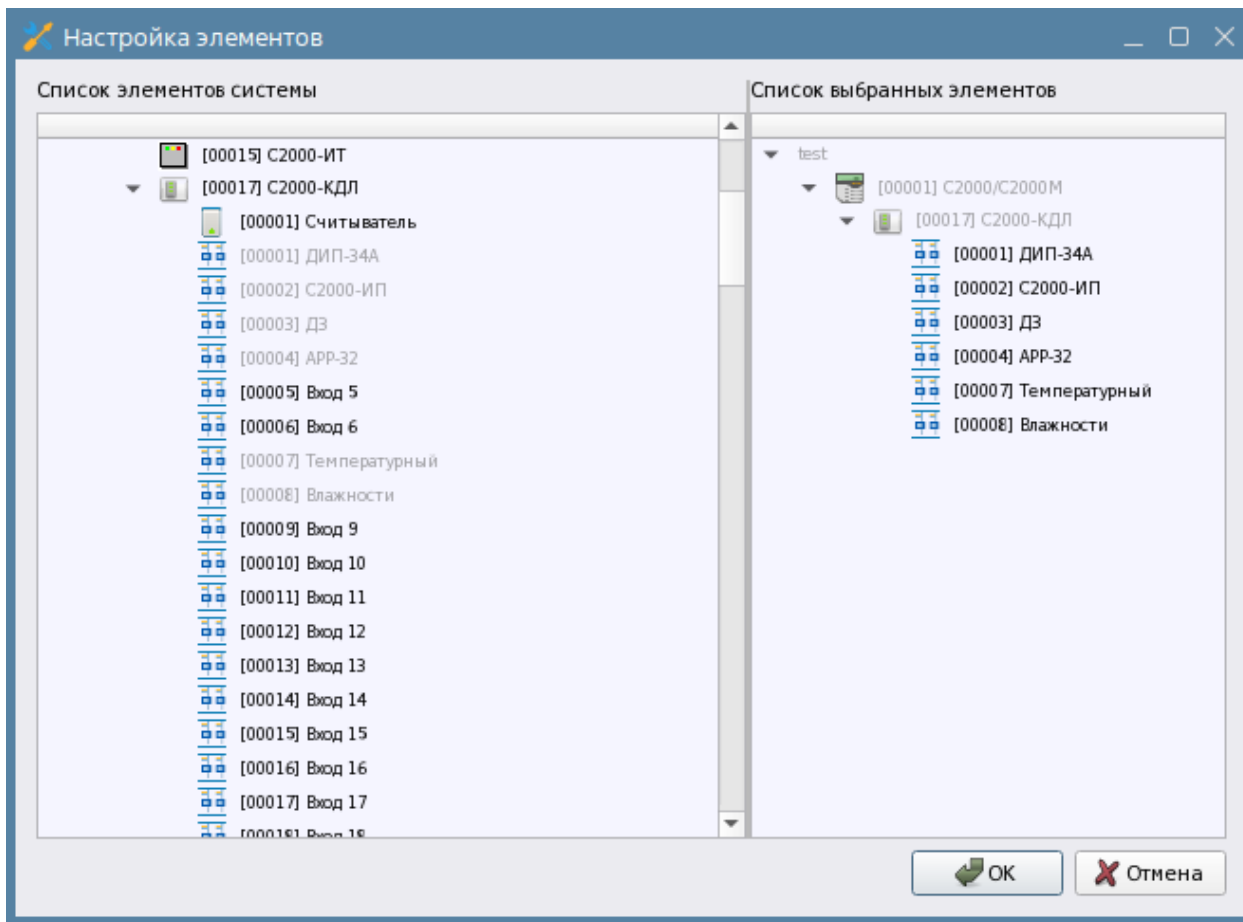 Настройка элементов
Список элементов системы
[00015] С2000-ИТ
[00017] С2000-КДЛ
[00001] Считыватель
[00001] ДИП-34А
[00002] С2000-ИП
[00003] ДЗ
[00004] АРР-32
[00005] Вход 5
[00006] Вход 6
[00007] Температурный
[00008] Влажности
[00009] Вход 9
[00010] Вход 10
[00011] Вход 11
[00012] Вход 12
[00013] Вход 13
[00014] Вход 14
[00015] Вход 15
[00016] Вход 16
[00017] Вход 17
[00018] Вход 18
Список выбранных элементов
test
[00001] С2000/С2000М
[00017] С2000-КДЛ
[00001] ДИП-34А
[00002] С2000-ИП
[00003] ДЗ
[00004] АРР-32
[00007] Температурный
[00008] Влажности
OK
Отмена